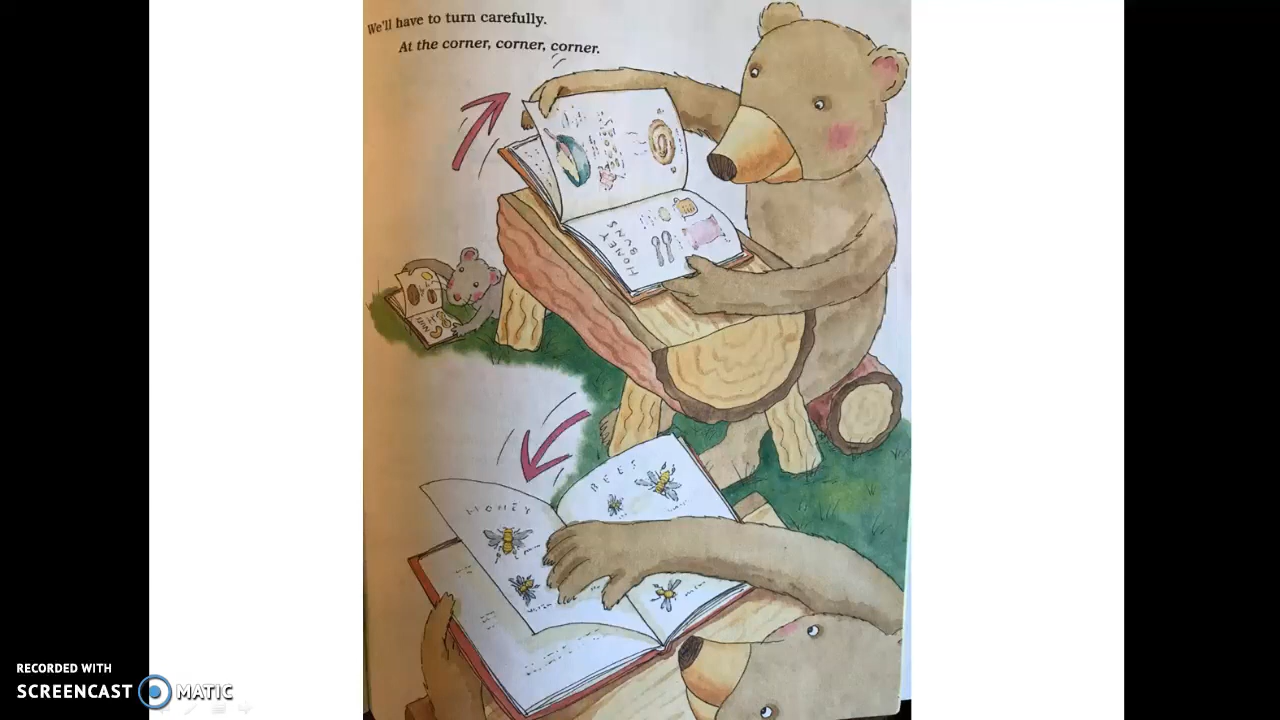 We'll have to turn carefully.
At the corner, corner, corner.
HONEY
BUNS
HONEY
BEES
RECORDED WITH
SCREENCAST MATIC